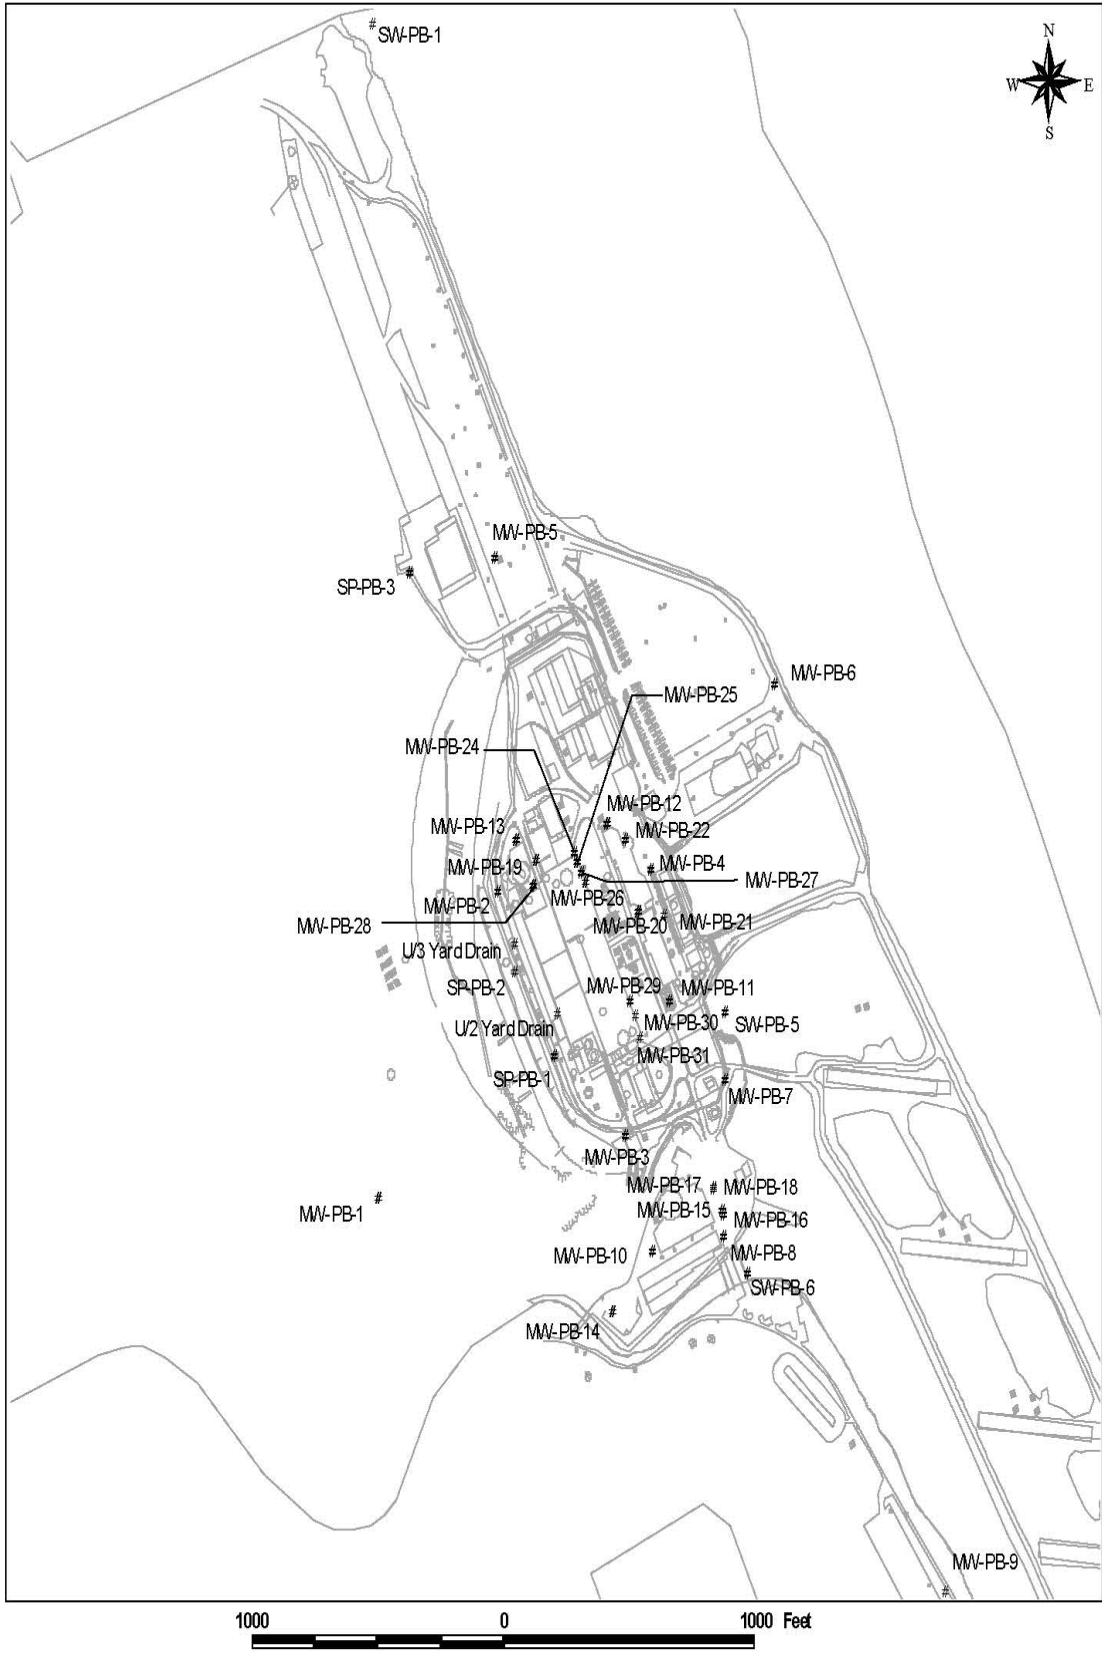 SW-PB-1
N
W E
S
MW-PB-5
SP-PB-3
MW-PB-6
MW-PB-25
MW-PB-24
MW-PB-12
MW-PB-13
MW-PB-22
MW-PB-19
MW-PB-4
MW-PB-27
MW-PB-26
MW-PB-2
MW-PB-28
MW-PB-20
MW-PB-21
U/3 Yard Drain
SP-PB-2
MW-PB-29
MW-PB-11
U/2 Yard Drain
MW-PB-30
SW-PB-5
MW-PB-31
SP-PB-1
MW-PB-7
MW-PB-3
MW-PB-17
MW-PB-18
MW-PB-1
MW-PB-15
MW-PB-16
MW-PB-10
MW-PB-8
SW-PB-6
MW-PB-14
MW-PB-9
1000 0 1000 Feet